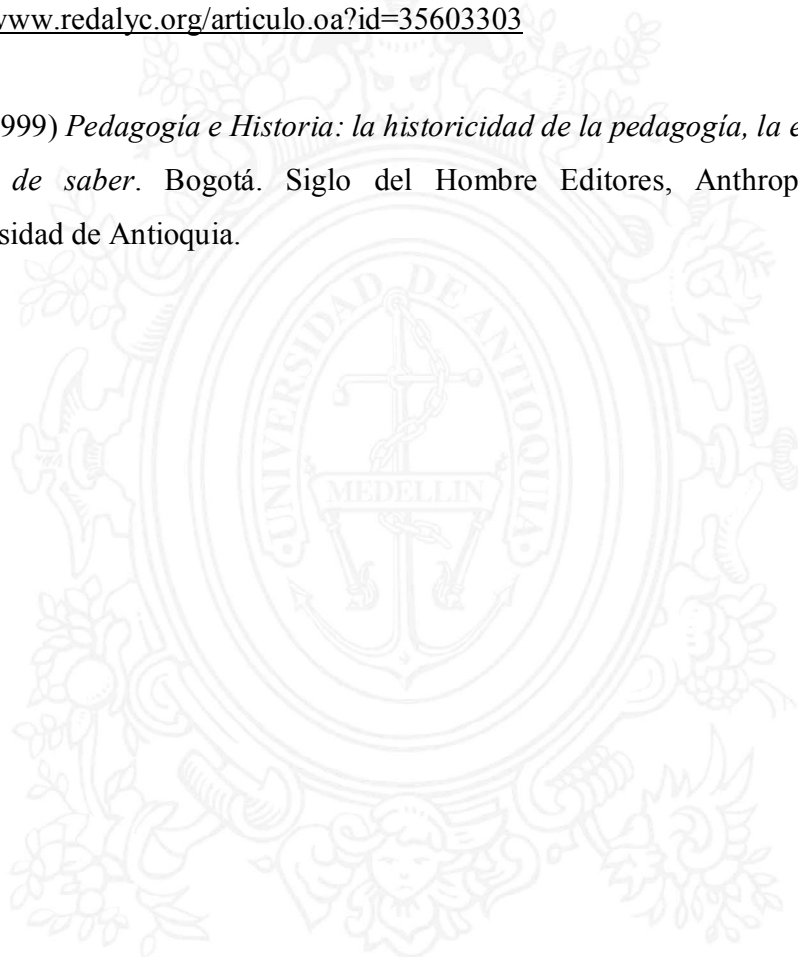 www.redalyc.org/articulo.oa?id=35603303
999) Pedagogía e Historia: la historicidad de la pedagogía, la e
de saber. Bogotá. Siglo del Hombre Editores, Anthrop
sidad de Antioquia.
UNIVERSIDAD DE ANTIOQUIA
MEDELLIN